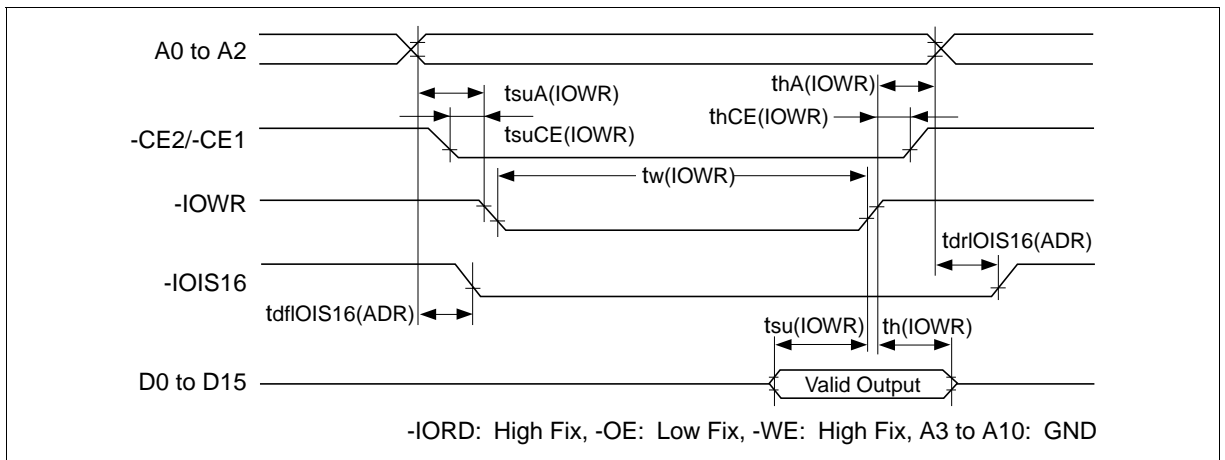 A0 to A2
tsuA(IOWR)
thA(IOWR)
-CE2/-CE1
tsuCE(IOWR)
thCE(IOWR)
tw(IOWR)
-IOWR
tdrIOIS16(ADR)
-IOIS16
tdfIOIS16(ADR)
tsu(IOWR)
th(IOWR)
D0 to D15
Valid Output
-IORD: High Fix, -OE: Low Fix, -WE: High Fix, A3 to A10: GND